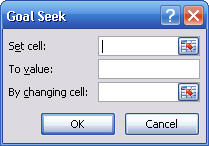 Goal Seek
Set cell:
To value:
By changing cell:
OK Cancel